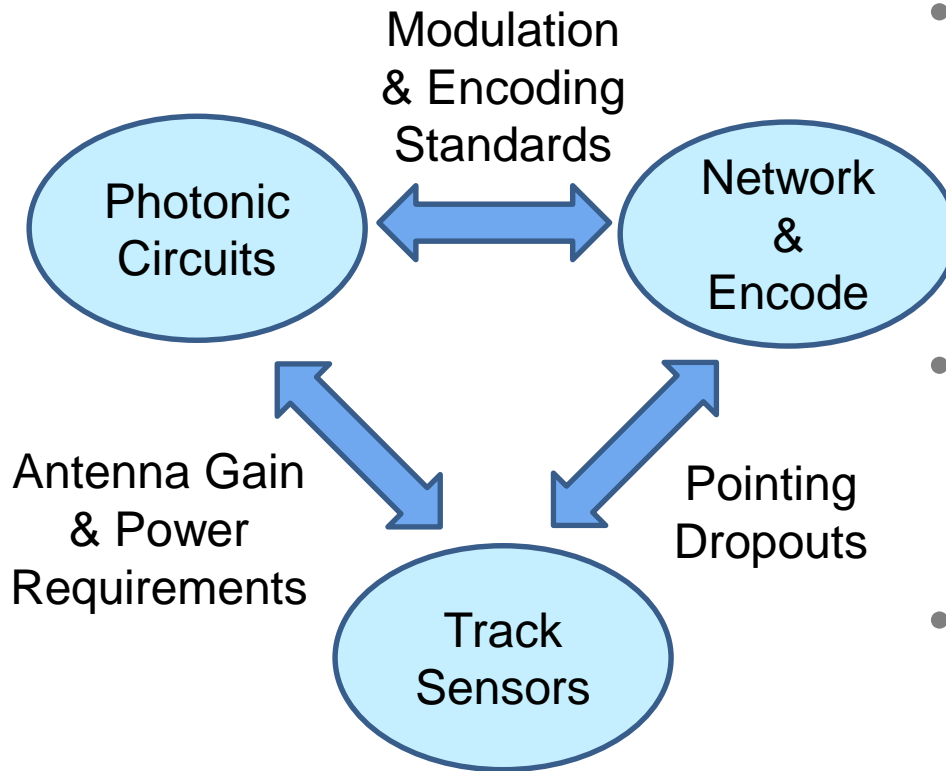 Modulation
& Encoding
Standards
Photonic
Circuits
Network
&
Encode
Antenna Gain
& Power
Requirements
Pointing
Dropouts
Track
Sensors